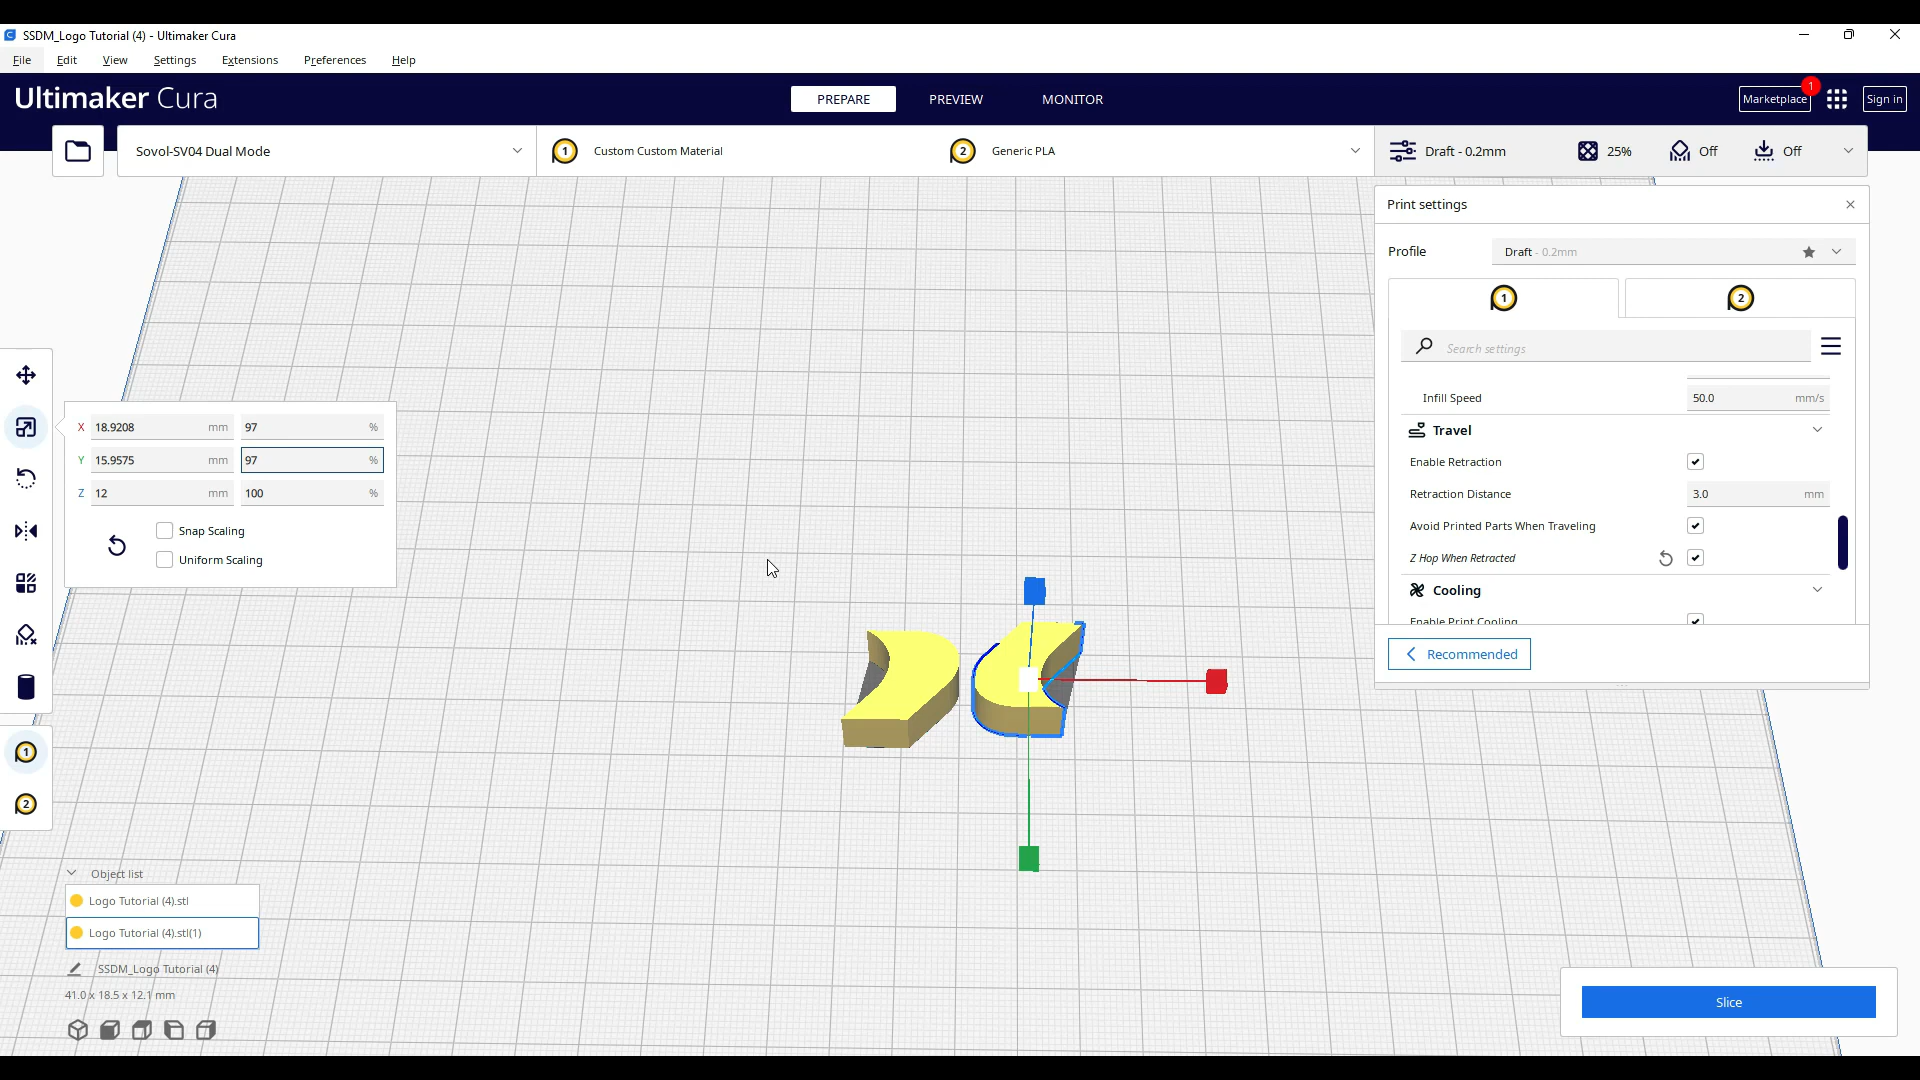 SSDM_Logo Tutorial (4) - Ultimaker Cura
File Edit View Settings Extensions Preferences Help
Ultimaker Cura
PREPARE PREVIEW MONITOR
Marketplace 1 Sign in
Sovol-SV04 Dual Mode
1 Custom Custom Material
2 Generic PLA
Draft - 0.2mm 25% Off Off
Print settings
Profile Draft - 0.2mm
1 2
Search settings
Infill Speed 50.0 mm/s
Travel
Enable Retraction
Retraction Distance 3.0 mm
Avoid Printed Parts When Traveling
Z Hop When Retracted
Cooling
Enable Print Cooling
Recommended
X 18.9208 mm 97 %
Y 15.9575 mm 97 %
Z 12 mm 100 %
Snap Scaling
Uniform Scaling
1
2
Object list
Logo Tutorial (4).stl
Logo Tutorial (4).stl(1)
SSDM_Logo Tutorial (4)
41.0 x 18.5 x 12.1 mm
Slice